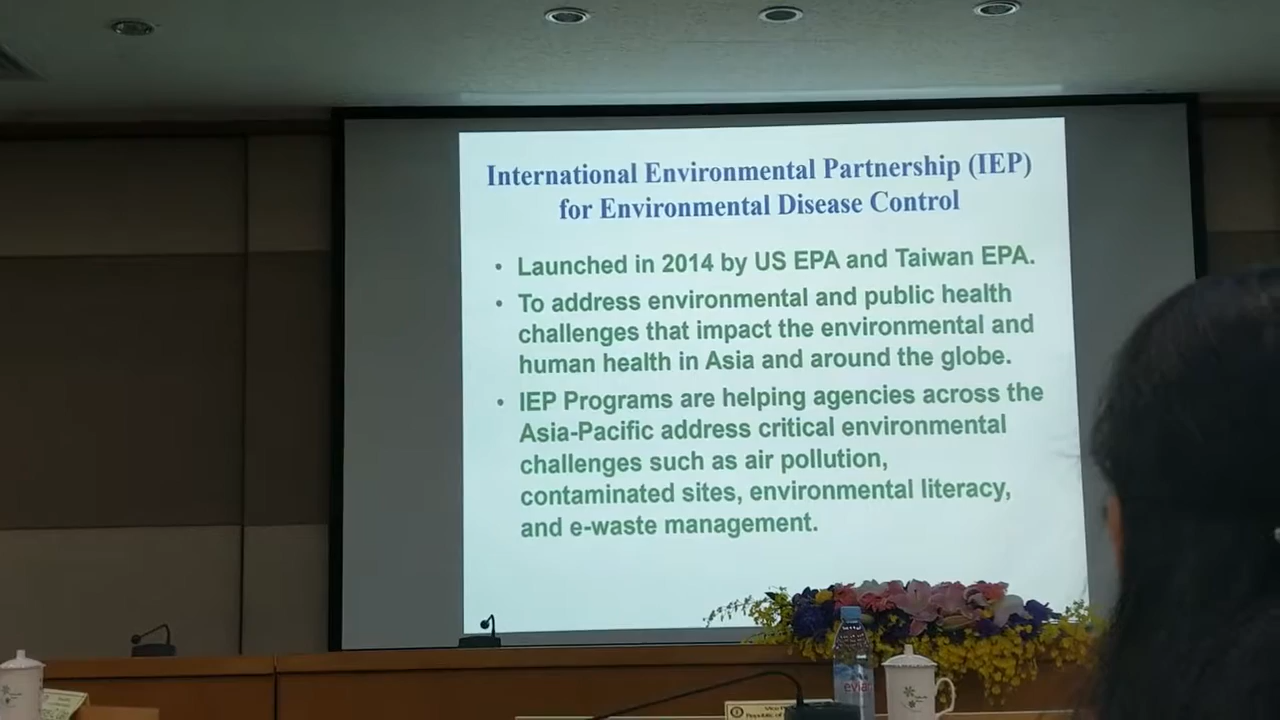 International Environmental Partnership (IEP)
for Environmental Disease Control
• Launched in 2014 by US EPA and Taiwan EPA.
• To address environmental and public health
challenges that impact the environmental and
human health in Asia and around the globe.
• IEP Programs are helping agencies across the
Asia-Pacific address critical environmental
challenges such as air pollution,
contaminated sites, environmental literacy,
and e-waste management.
evian